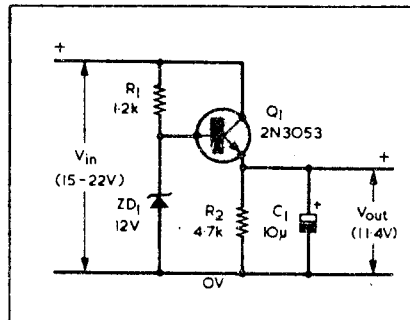 +
R1
1·2k
Q1
2N3053
+
Vin
(15-22V)
ZD1
12V
R2
4·7k
C1
10μ
+
Vout
(11·4V)
0V